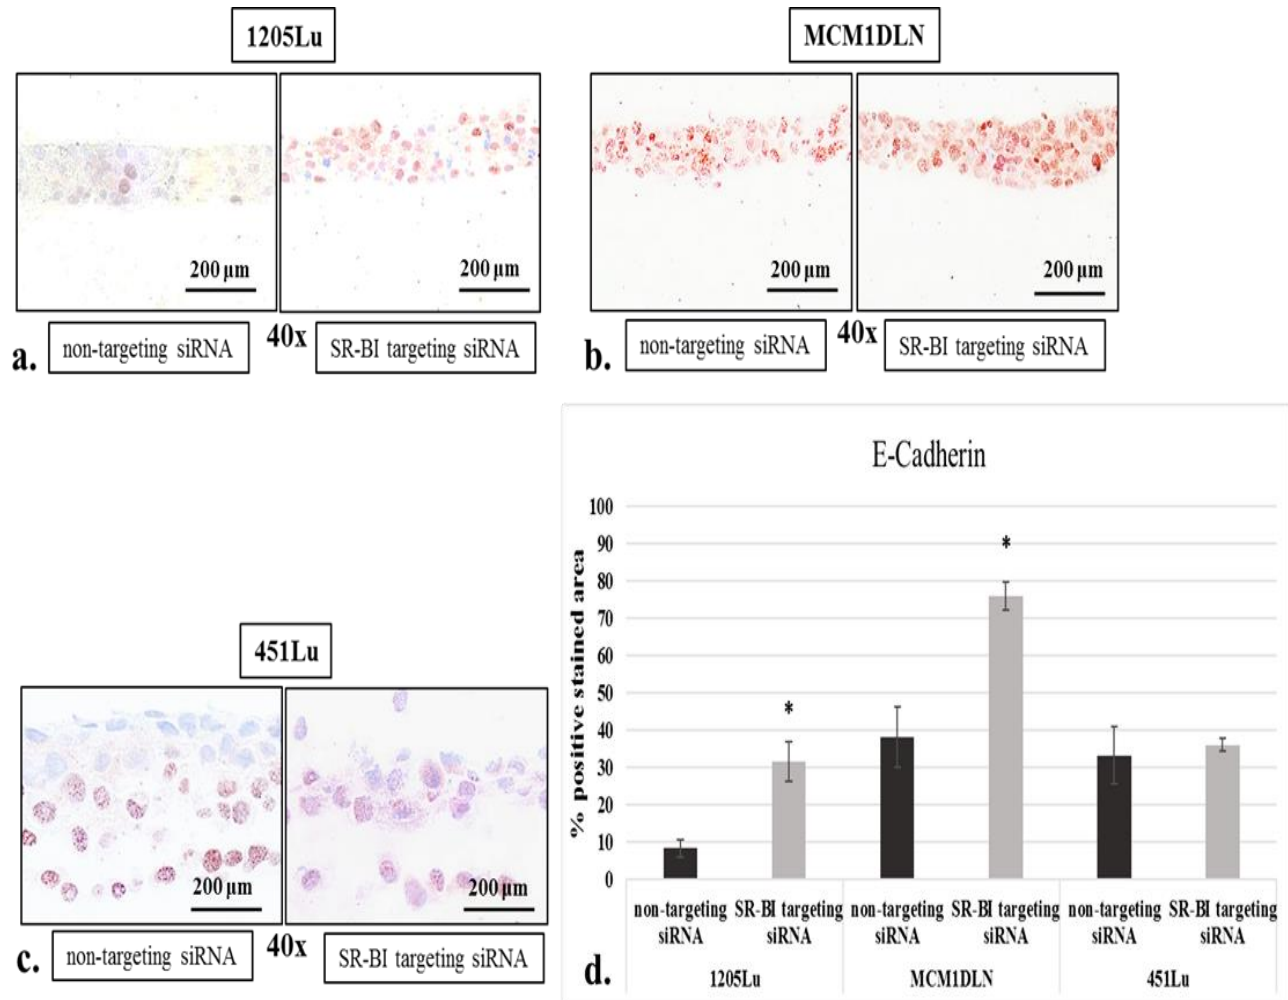 1205Lu
MCM1DLN
200 µm
200 µm
200 µm
200 µm
a.
non-targeting siRNA
40x
SR-BI targeting siRNA
b.
non-targeting siRNA
40x
SR-BI targeting siRNA
451Lu
200 µm
200 µm
c.
non-targeting siRNA
40x
SR-BI targeting siRNA
E-Cadherin
% positive stained area
100
90
80
70
60
50
40
30
20
10
0
*
*
non-targeting siRNA
SR-BI targeting siRNA
non-targeting siRNA
SR-BI targeting siRNA
non-targeting siRNA
SR-BI targeting siRNA
1205Lu
MCM1DLN
451Lu
d.